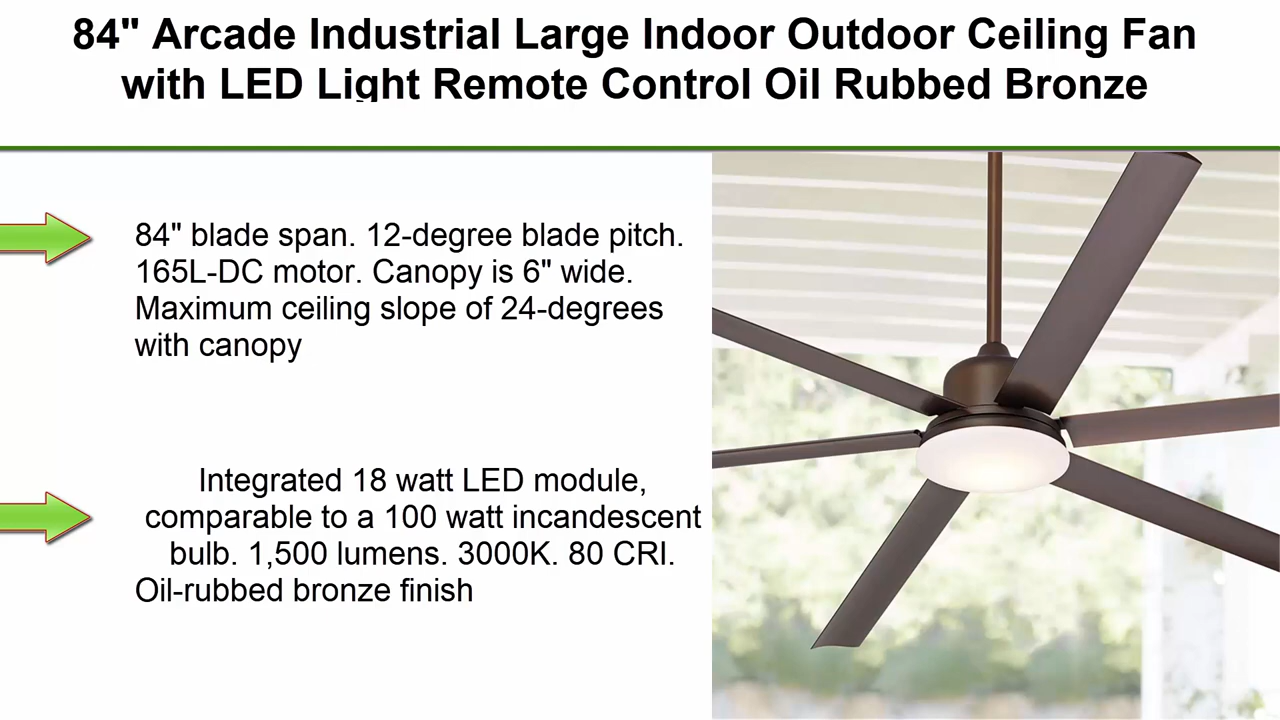 84" Arcade Industrial Large Indoor Outdoor Ceiling Fan
with LED Light Remote Control Oil Rubbed Bronze
84" blade span. 12-degree blade pitch.
165L-DC motor. Canopy is 6" wide.
Maximum ceiling slope of 24-degrees
with canopy
Integrated 18 watt LED module,
comparable to a 100 watt incandescent
bulb. 1,500 lumens. 3000K. 80 CRI.
Oil-rubbed bronze finish